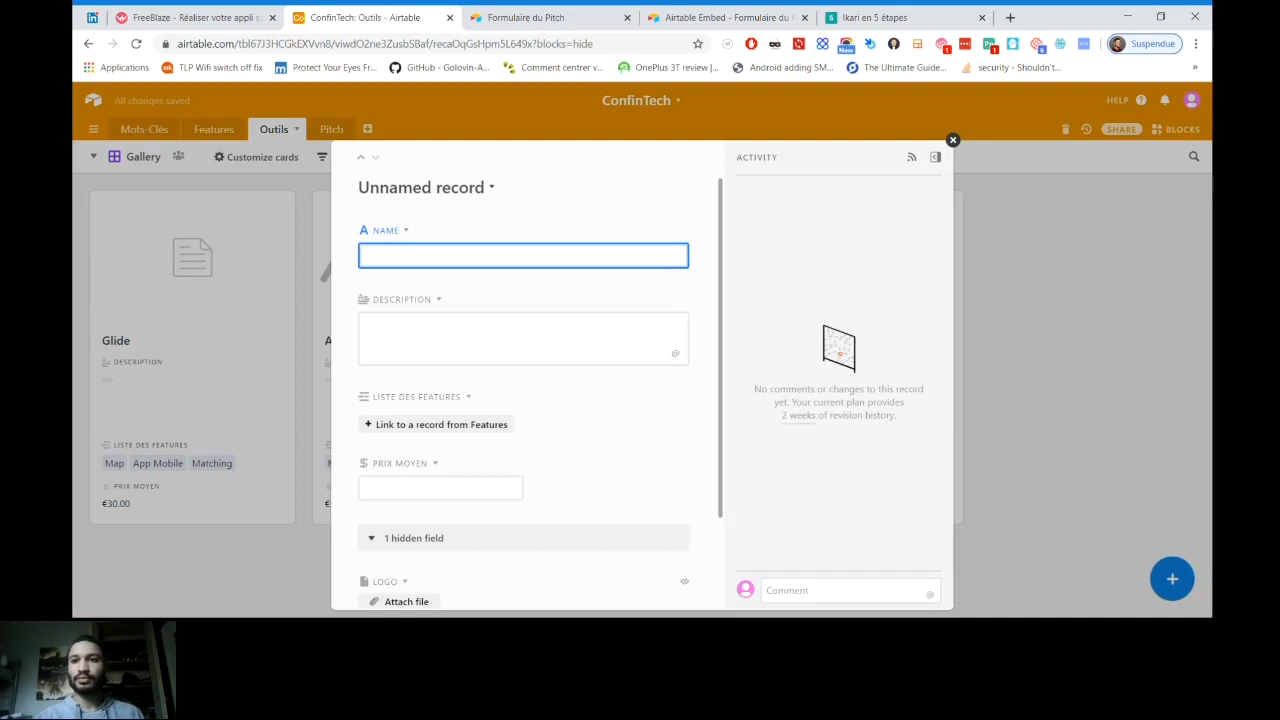 FreeBlaze - Réaliser votre appli sa
ConfinTech: Outils - Airtable
Formulaire du Pitch
Airtable Embed - Formulaire du
Ikari en 5 étapes
airtable.com/tbl67J3HCGkEXVvn8/viwdO2ne3ZusbSBaf/recaOqGsHpm5L649x?blocks=hide
New
1
1
6
Suspendue
Applications
TLP Wifi switch off fix
Protect Your Eyes Fr...
GitHub - Golovin-A...
Comment centrer v...
OnePlus 3T review |...
Android adding SM...
The Ultimate Guide...
security - Shouldn't...
»
All changes saved
ConfinTech
HELP
Mots-Clés
Features
Outils
Pitch
SHARE
BLOCKS
Gallery
Customize cards
Unnamed record
ACTIVITY
NAME
DESCRIPTION
@
LISTE DES FEATURES
+ Link to a record from Features
PRIX MOYEN
1 hidden field
LOGO
Attach file
No comments or changes to this record
yet. Your current plan provides
2 weeks of revision history.
Comment
@
Glide
DESCRIPTION
LISTE DES FEATURES
Map
App Mobile
Matching
PRIX MOYEN
€30.00
A
€